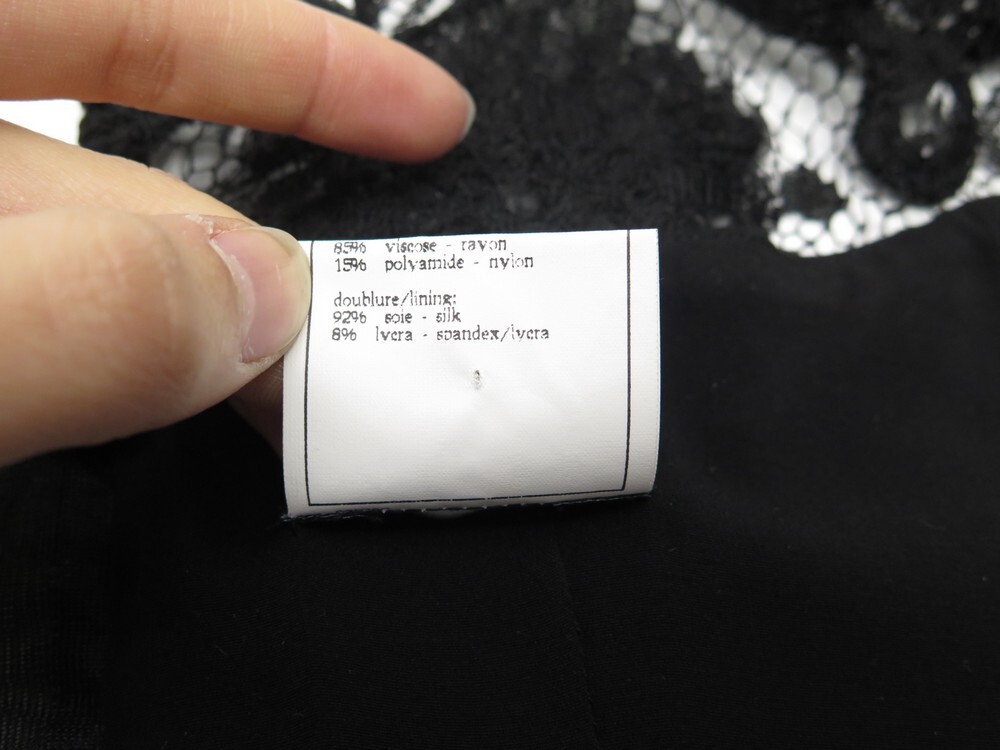 85% viscose - rayon
15% polyamide - nylon
doublure/lining:
92% soie - silk
8% lycra - spandex/lycra